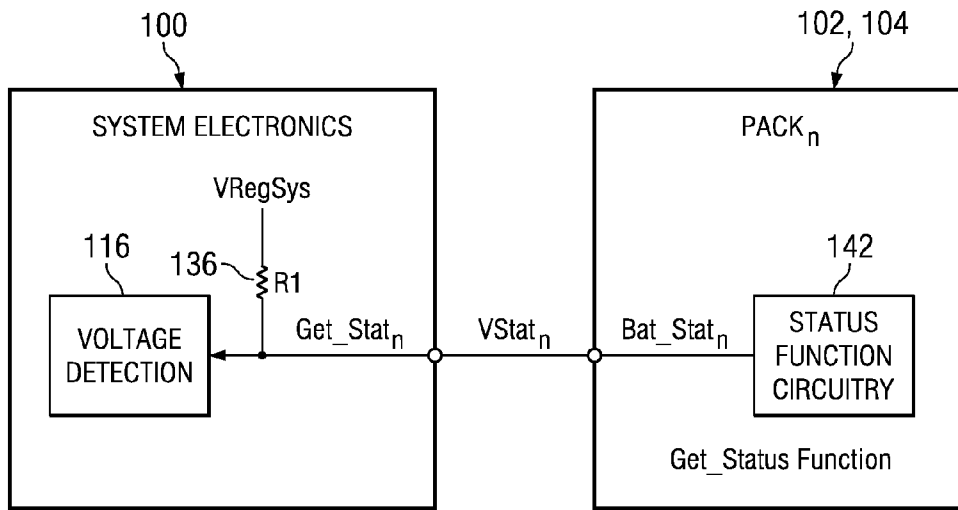 100
102, 104
SYSTEM ELECTRONICS
PACKn
VRegSys
116
136
R1
142
VOLTAGE
DETECTION
Get_Statn
VStatn
Bat_Statn
STATUS
FUNCTION
CIRCUITRY
Get_Status Function